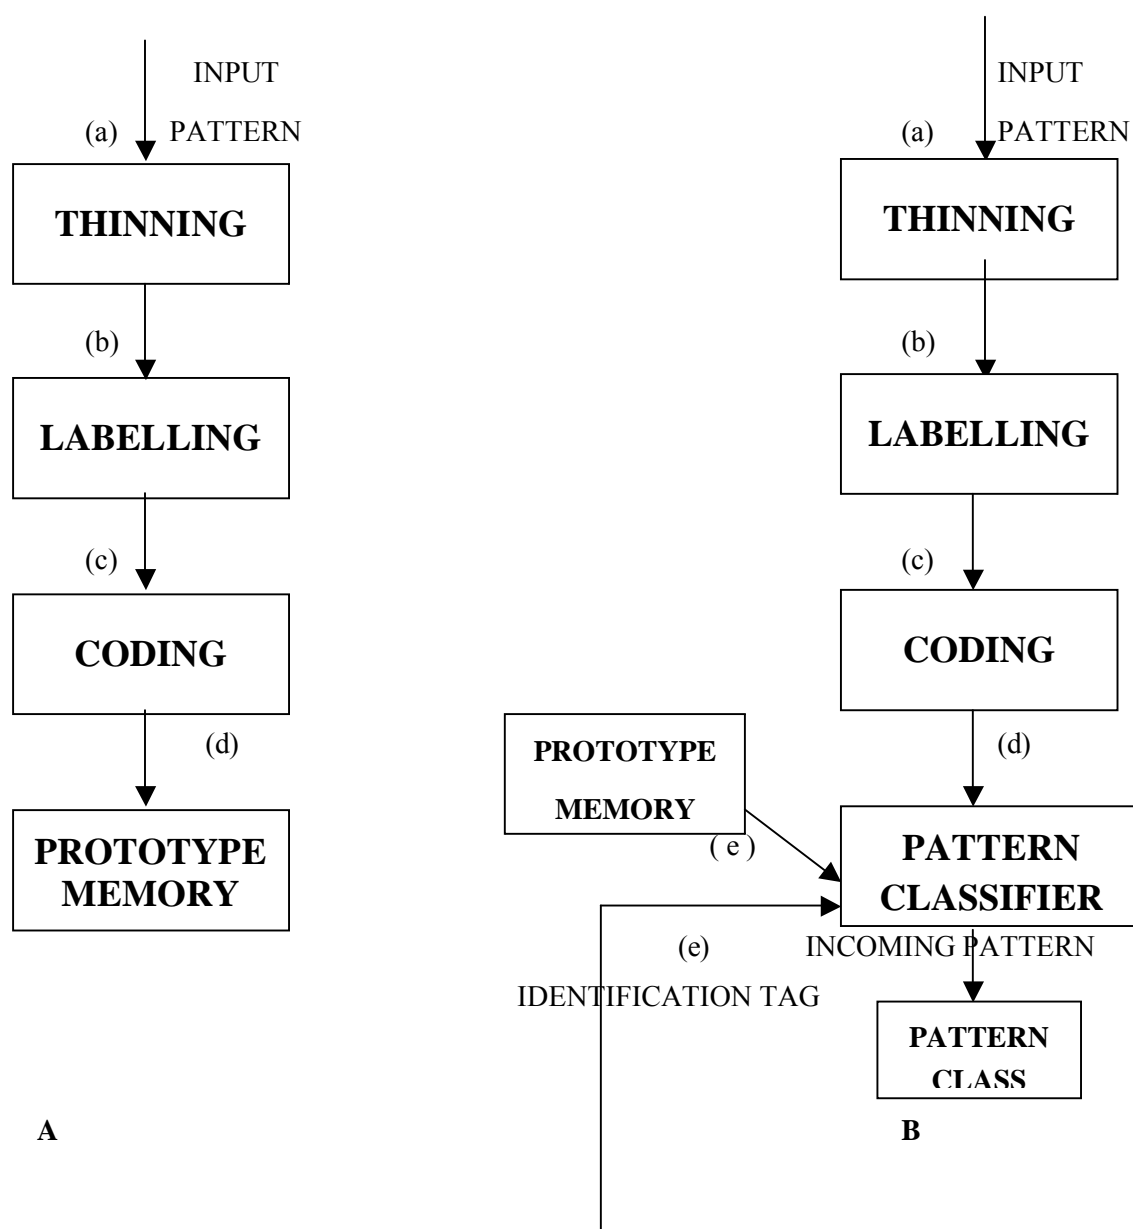 INPUT
(a) PATTERN
THINNING
(b)
LABELLING
(c)
CODING
(d)
PROTOTYPE
MEMORY
A
INPUT
(a) PATTERN
THINNING
(b)
LABELLING
(c)
CODING
(d)
PROTOTYPE
MEMORY
( e )
PATTERN
CLASSIFIER
(e)
INCOMING PATTERN
IDENTIFICATION TAG
PATTERN
CLASS
B